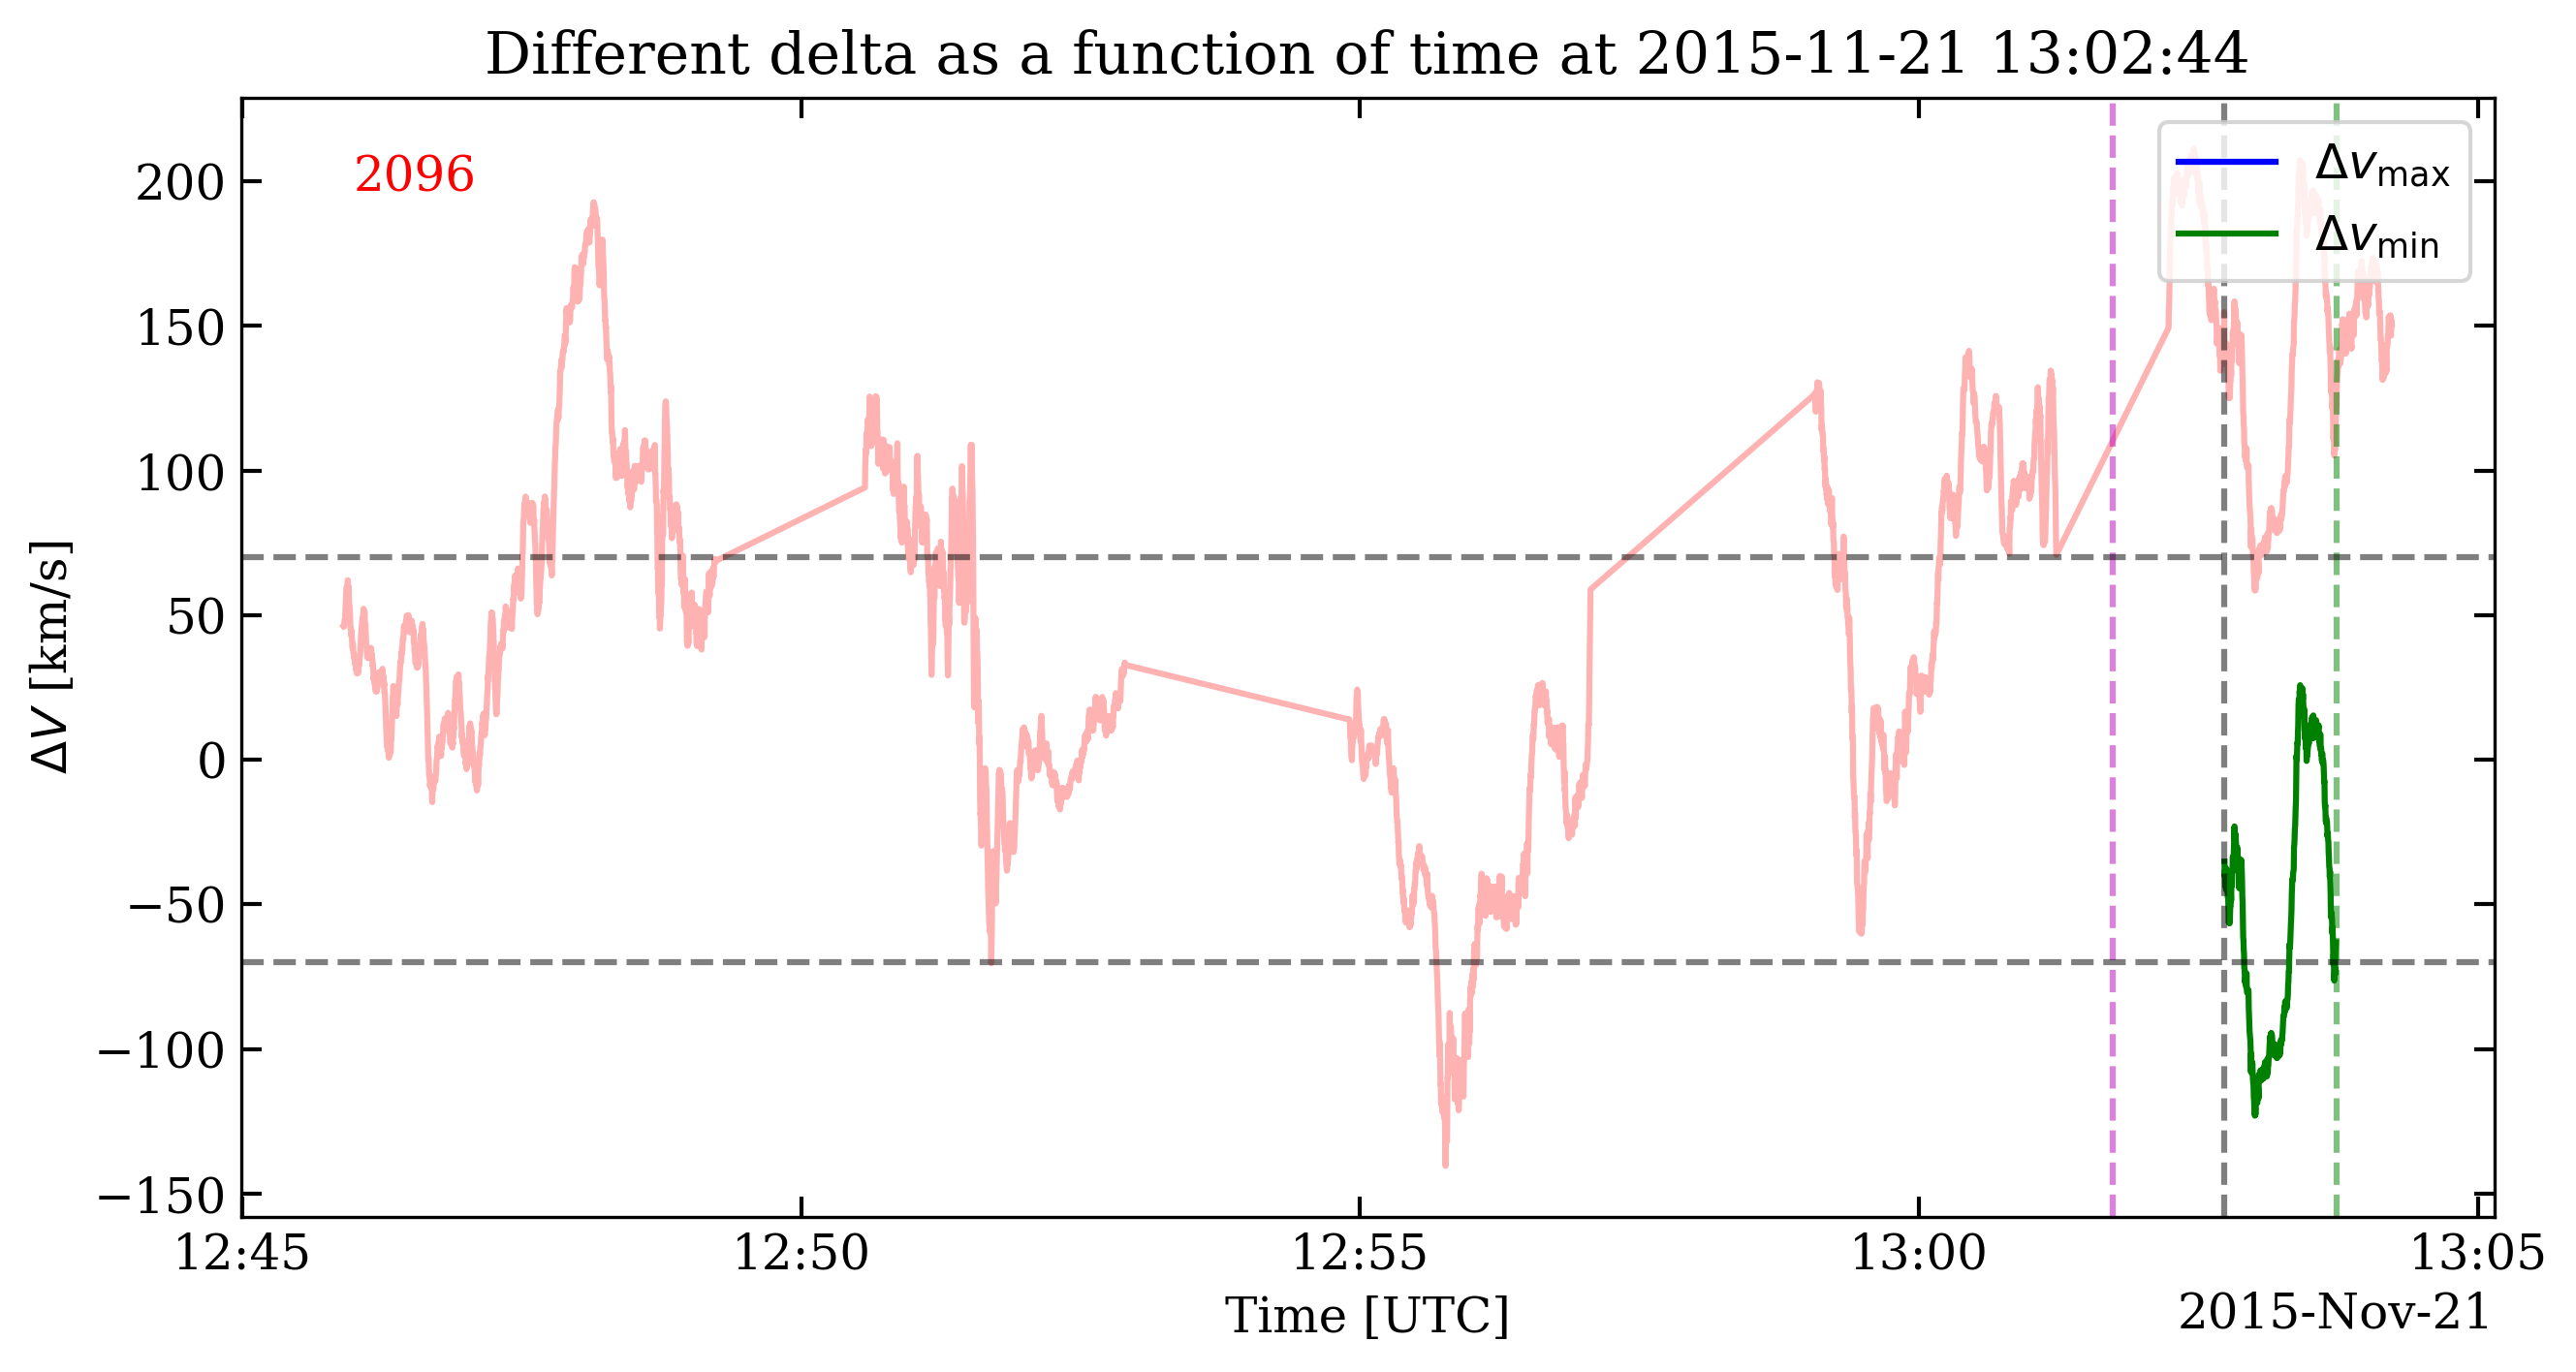 Different delta as a function of time at 2015-11-21 13:02:44
2096
Δv_max
Δv_min
ΔV [km/s]
200
150
100
50
0
−50
−100
−150
12:45 12:50 12:55 13:00 13:05
Time [UTC]
2015-Nov-21